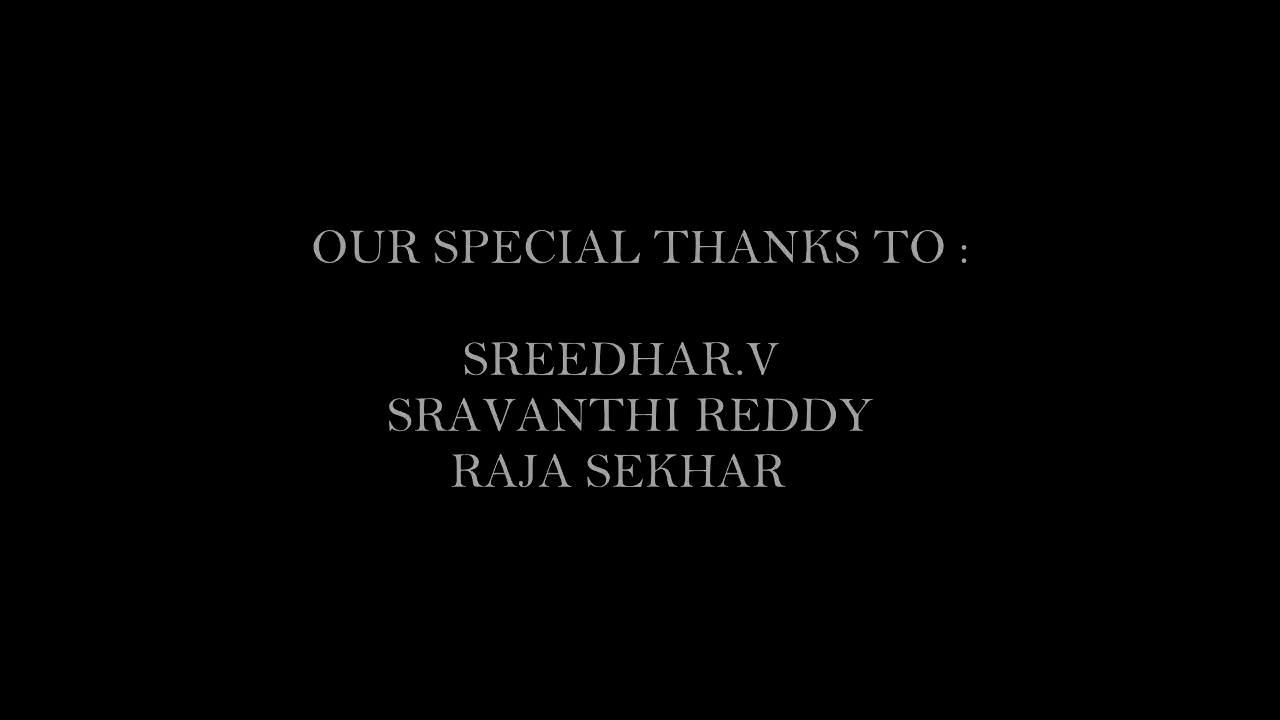 OUR SPECIAL THANKS TO :
SREEDHAR.V
SRAVANTHI REDDY
RAJA SEKHAR